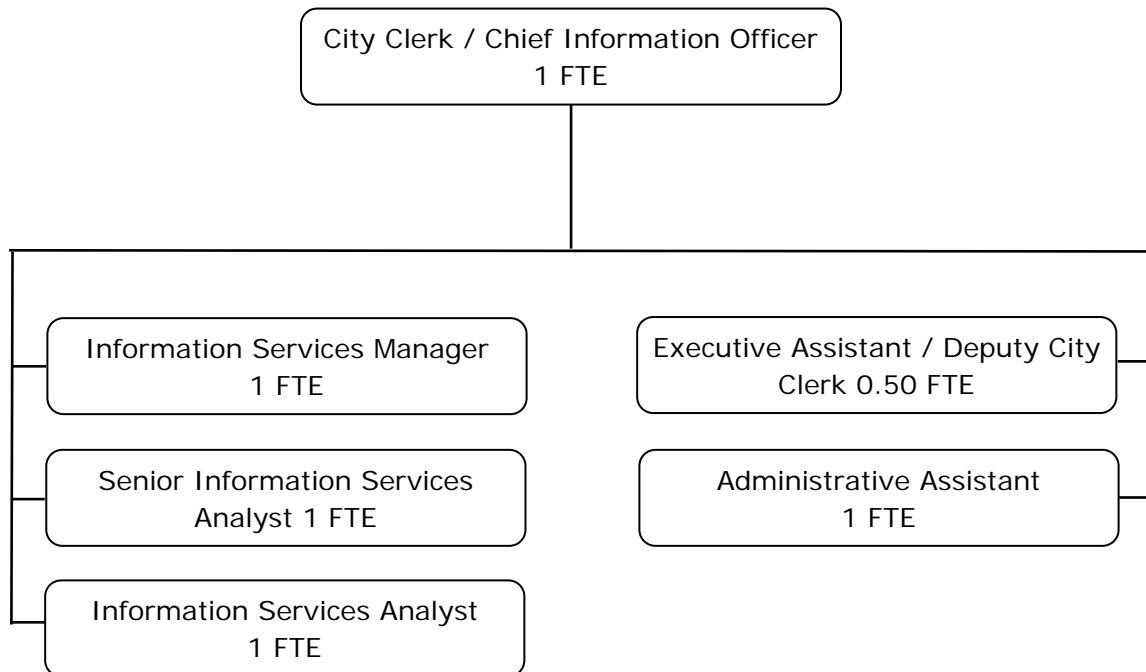 City Clerk / Chief Information Officer
1 FTE
Information Services Manager
1 FTE
Senior Information Services
Analyst 1 FTE
Information Services Analyst
1 FTE
Executive Assistant / Deputy City
Clerk 0.50 FTE
Administrative Assistant
1 FTE